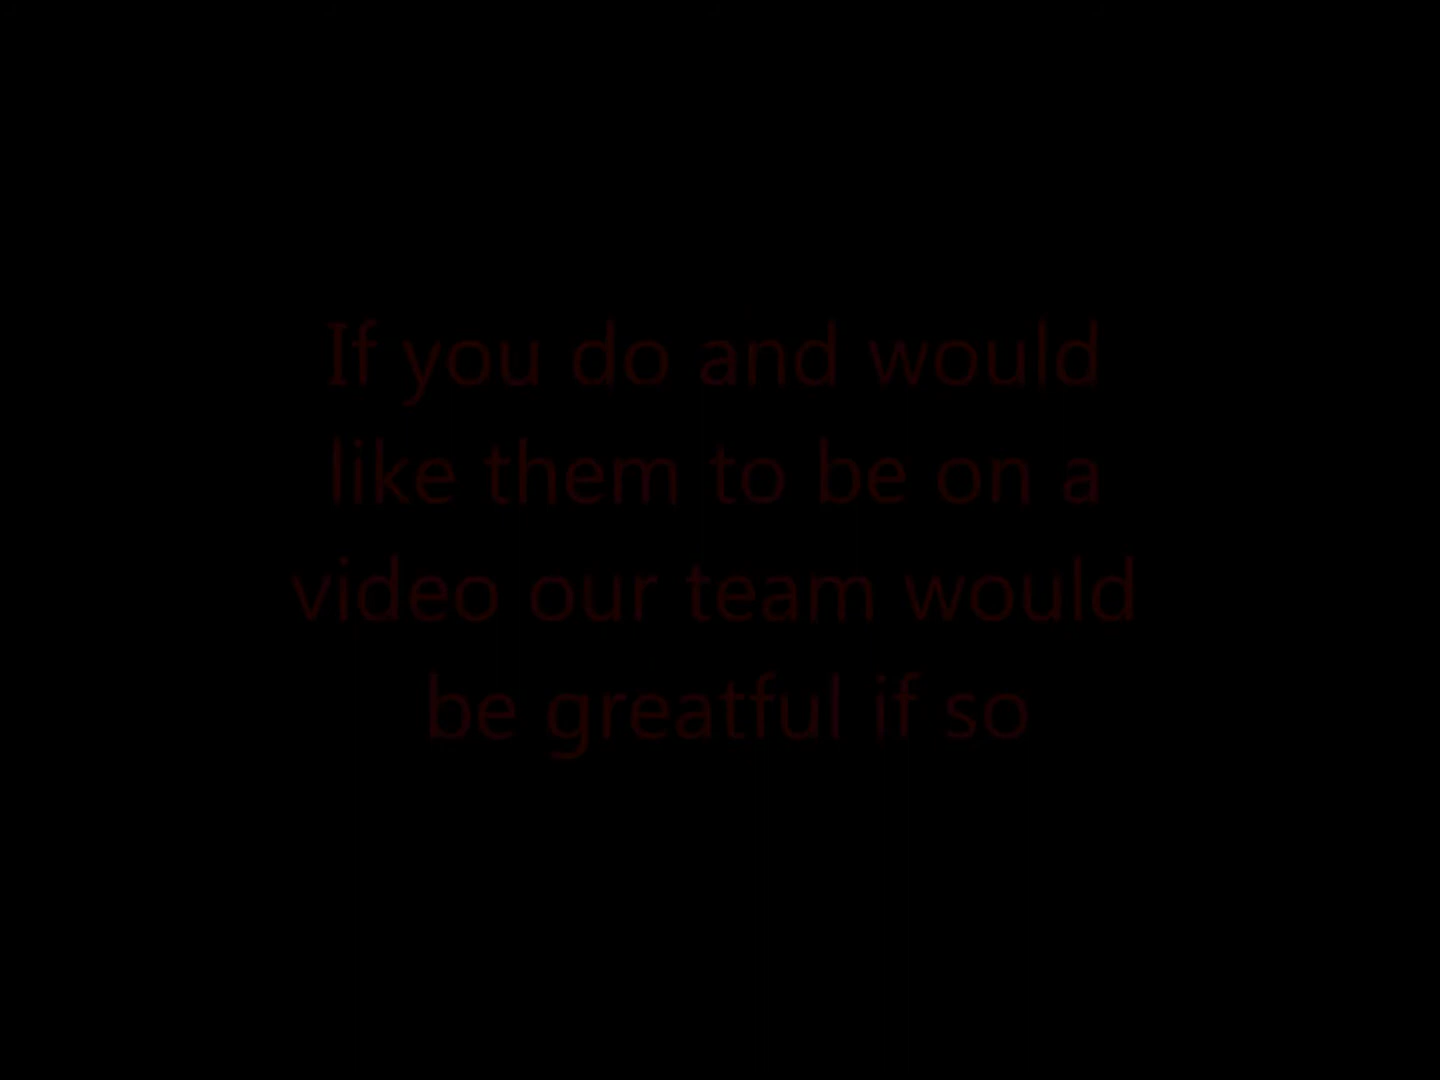 If you do and would
like them to be on a
video our team would
be greatful if so